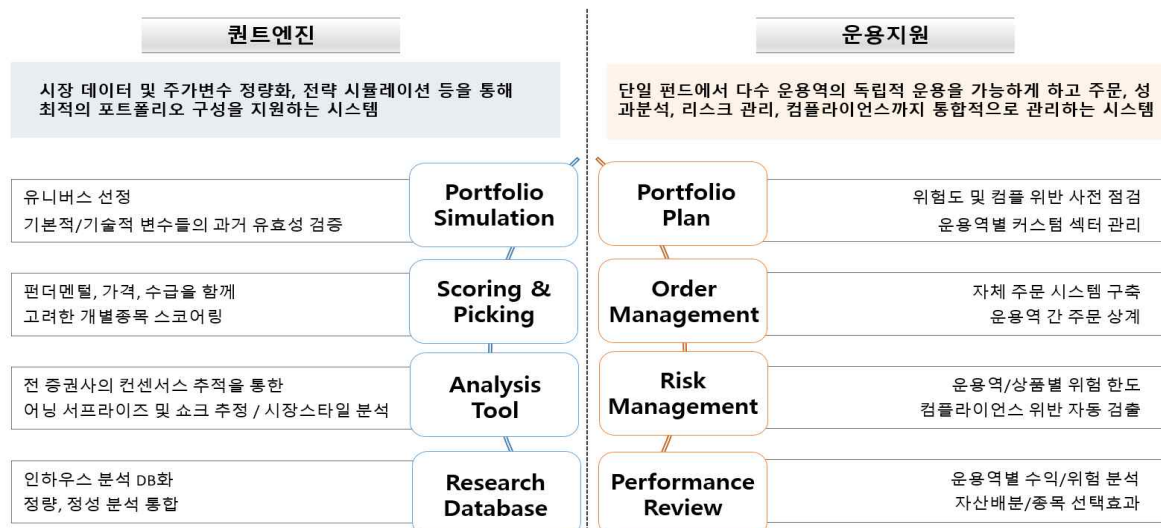 퀀트엔진
시장 데이터 및 주가변수 정량화, 전략 시뮬레이션 등을 통해
최적의 포트폴리오 구성을 지원하는 시스템
유니버스 선정
기본적/기술적 변수들의 과거 유효성 검증
Portfolio
Simulation
펀더멘털, 가격, 수급을 함께
고려한 개별종목 스코어링
Scoring &
Picking
전 증권사의 컨센서스 추적을 통한
어닝 서프라이즈 및 쇼크 추정 / 시장스타일 분석
Analysis
Tool
인하우스 분석 DB화
정량, 정성 분석 통합
Research
Database
운용지원
단일 펀드에서 다수 운용역의 독립적 운용을 가능하게 하고 주문, 성
과분석, 리스크 관리, 컴플라이언스까지 통합적으로 관리하는 시스템
Portfolio
Plan
위험도 및 컴플 위반 사전 점검
운용역별 커스텀 섹터 관리
Order
Management
자체 주문 시스템 구축
운용역 간 주문 상계
Risk
Management
운용역/상품별 위험 한도
컴플라이언스 위반 자동 검출
Performance
Review
운용역별 수익/위험 분석
자산배분/종목 선택효과